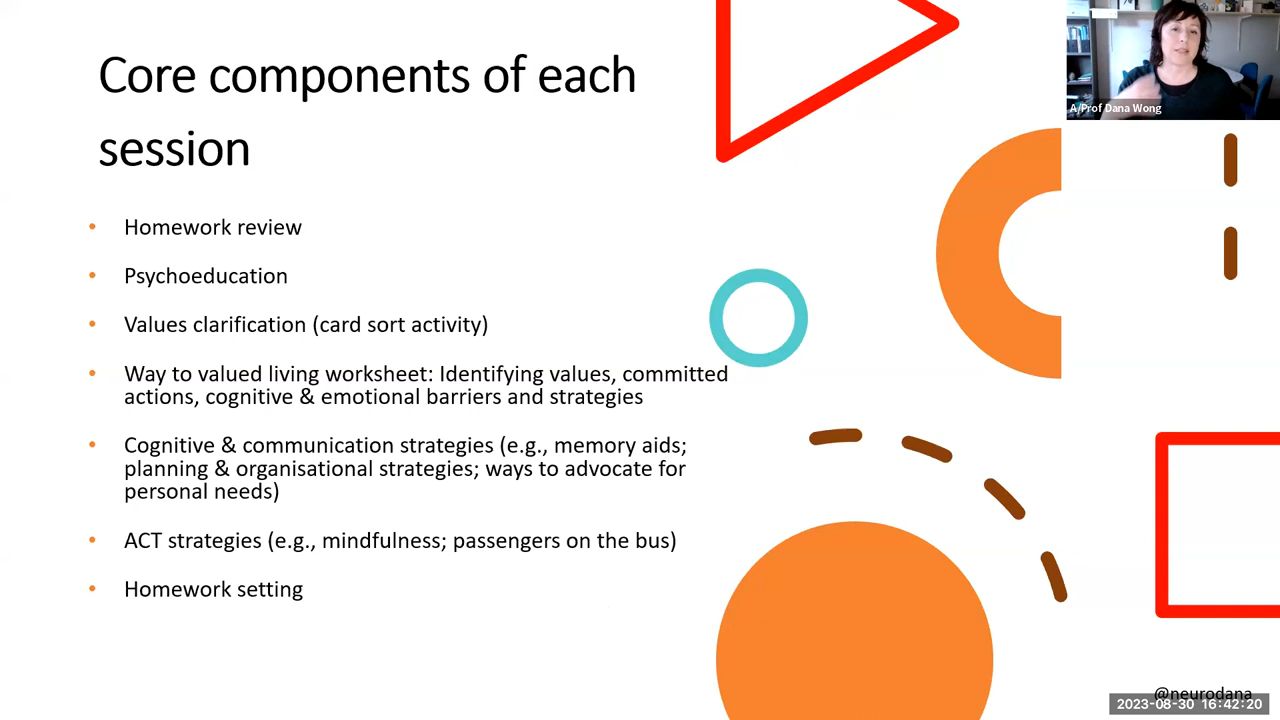 Core components of each
session
• Homework review
• Psychoeducation
• Values clarification (card sort activity)
• Way to valued living worksheet: Identifying values, committed
actions, cognitive & emotional barriers and strategies
• Cognitive & communication strategies (e.g., memory aids;
planning & organisational strategies; ways to advocate for
personal needs)
• ACT strategies (e.g., mindfulness; passengers on the bus)
• Homework setting
A/Prof Dana Wong
@neurodana
2023-08-30 16:42:20